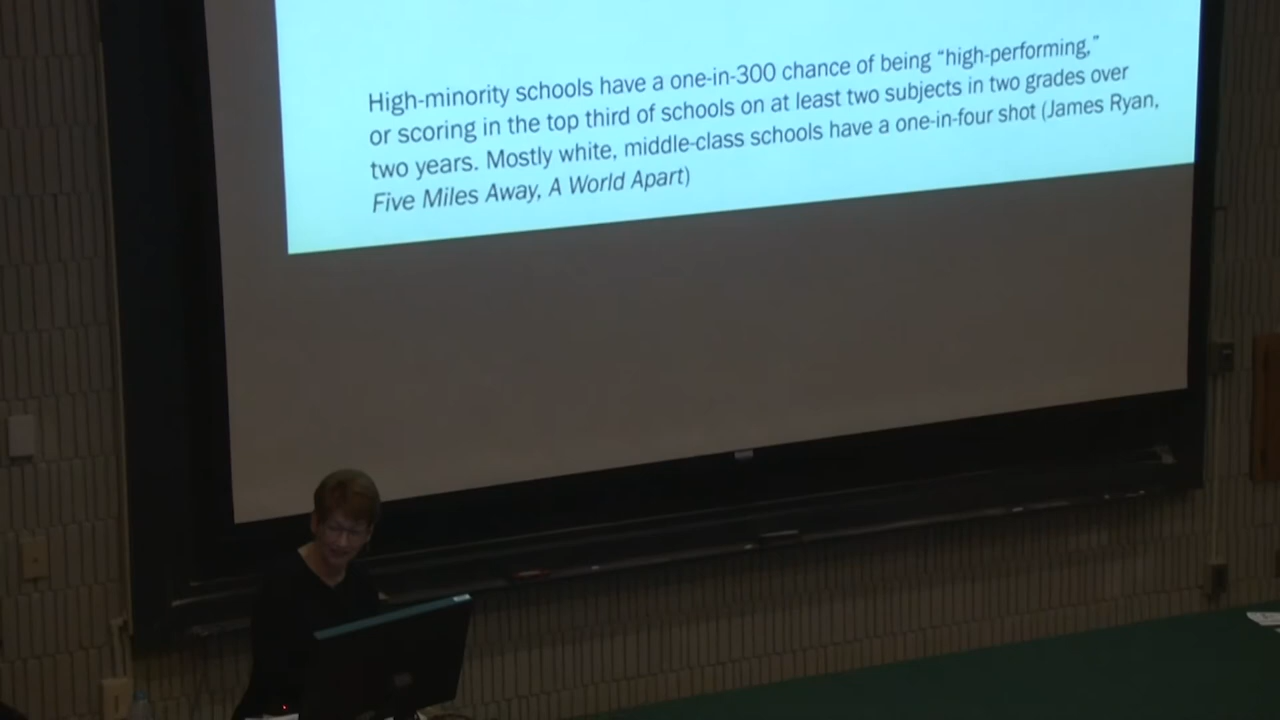 High-minority schools have a one-in-300 chance of being “high-performing,”
or scoring in the top third of schools on at least two subjects in two grades over
two years. Mostly white, middle-class schools have a one-in-four shot (James Ryan,
Five Miles Away, A World Apart)